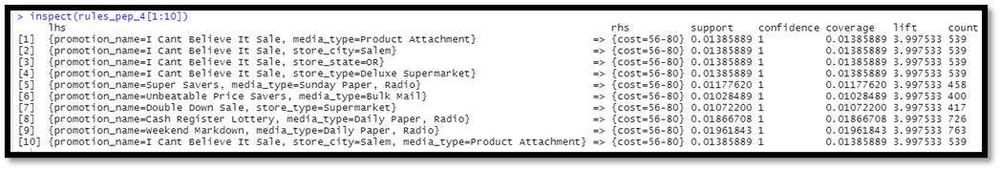 > inspect(rules_pep_4[1:10])
lhs rhs support confidence coverage lift count
[1] {promotion_name=I Cant Believe It Sale, media_type=Product Attachment} => {cost=56-80} 0.01385889 1 0.01385889 3.997533 539
[2] {promotion_name=I Cant Believe It Sale, store_city=Salem} => {cost=56-80} 0.01385889 1 0.01385889 3.997533 539
[3] {promotion_name=I Cant Believe It Sale, store_state=OR} => {cost=56-80} 0.01385889 1 0.01385889 3.997533 539
[4] {promotion_name=I Cant Believe It Sale, store_type=Deluxe Supermarket} => {cost=56-80} 0.01385889 1 0.01385889 3.997533 539
[5] {promotion_name=Super Savers, media_type=Sunday Paper, Radio} => {cost=56-80} 0.01177620 1 0.01177620 3.997533 458
[6] {promotion_name=Unbeatable Price Savers, media_type=Bulk Mail} => {cost=56-80} 0.01028489 1 0.01028489 3.997533 400
[7] {promotion_name=Double Down Sale, store_type=Supermarket} => {cost=56-80} 0.01072200 1 0.01072200 3.997533 417
[8] {promotion_name=Cash Register Lottery, media_type=Daily Paper, Radio} => {cost=56-80} 0.01866708 1 0.01866708 3.997533 726
[9] {promotion_name=Weekend Markdown, media_type=Daily Paper, Radio} => {cost=56-80} 0.01961843 1 0.01961843 3.997533 763
[10] {promotion_name=I Cant Believe It Sale, store_city=Salem, media_type=Product Attachment} => {cost=56-80} 0.01385889 1 0.01385889 3.997533 539